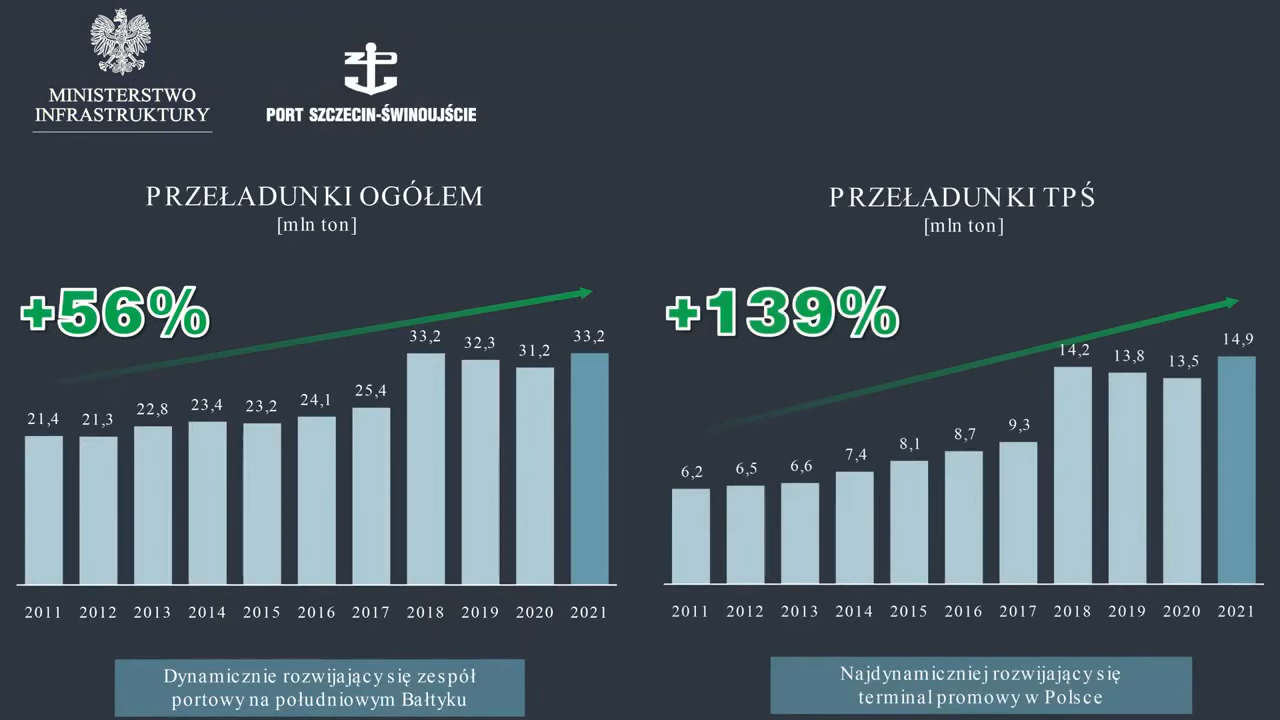 MINISTERSTWO
INFRASTRUKTURY
ZP
PORT SZCZECIN-ŚWINOUJŚCIE
PRZEŁADUNKI OGÓŁEM
[mln ton]
+56%
21,4
21,3
22,8
23,4
23,2
24,1
25,4
33,2
32,3
31,2
33,2
2011 2012 2013 2014 2015 2016 2017 2018 2019 2020 2021
Dynamicznie rozwijający się zespół
portowy na południowym Bałtyku
PRZEŁADUNKI TPŚ
[mln ton]
+139%
6,2
6,5
6,6
7,4
8,1
8,7
9,3
14,2
13,8
13,5
14,9
2011 2012 2013 2014 2015 2016 2017 2018 2019 2020 2021
Najdynamiczniej rozwijający się
terminal promowy w Polsce